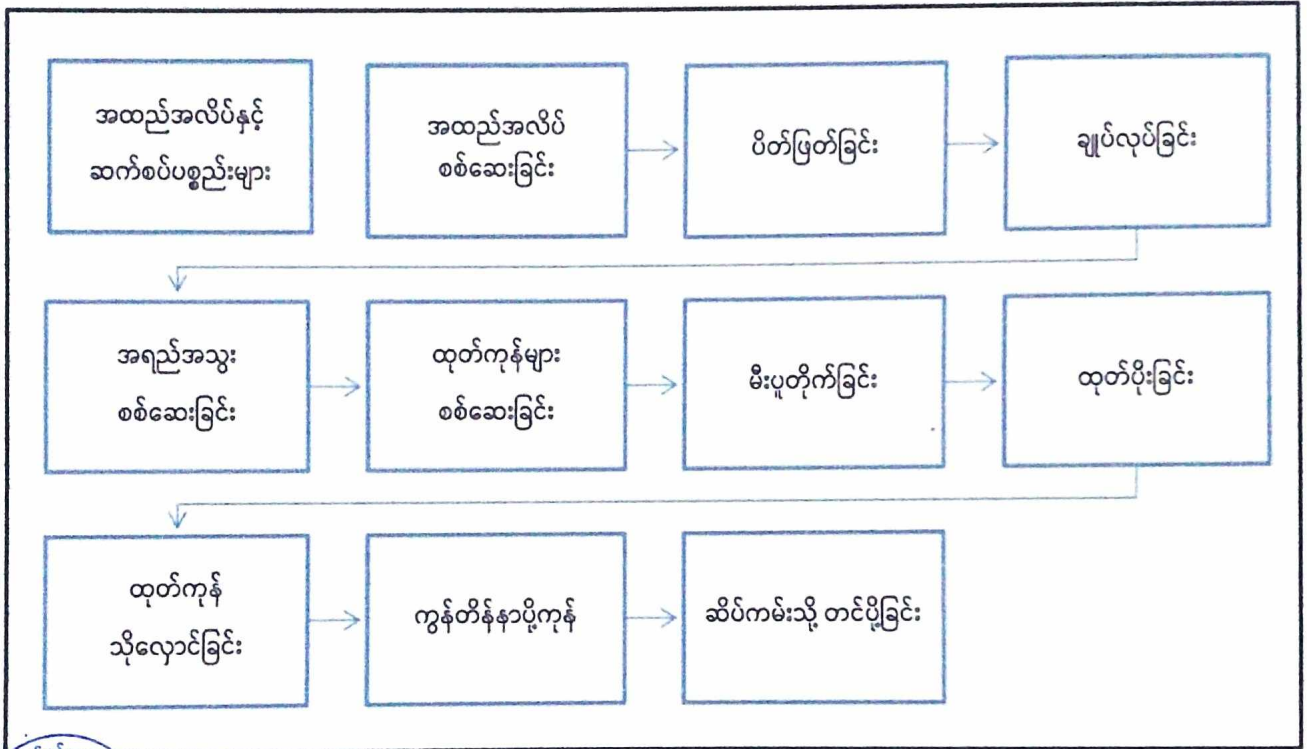 အထည်အလိပ်နှင့်
ဆက်စပ်ပစ္စည်းများ
အထည်အလိပ်
စစ်ဆေးခြင်း
ပိတ်ဖြတ်ခြင်း
ချုပ်လုပ်ခြင်း
အရည်အသွေး
စစ်ဆေးခြင်း
ထုတ်ကုန်များ
စစ်ဆေးခြင်း
မီးပူတိုက်ခြင်း
ထုတ်ပိုးခြင်း
ထုတ်ကုန်
သိုလှောင်ခြင်း
ကွန်တိန်နာပို့ကုန်
ဆိပ်ကမ်းသို့ တင်ပို့ခြင်း